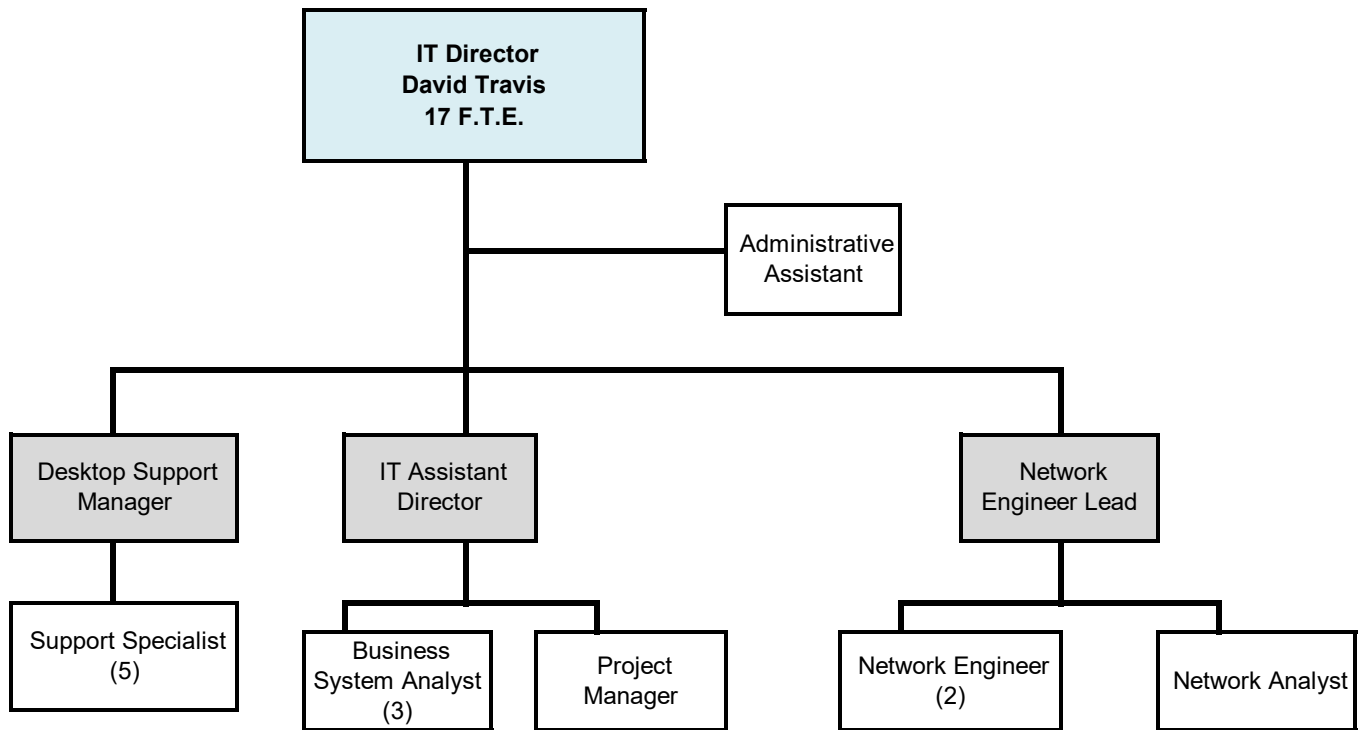 IT Director
David Travis
17 F.T.E.
Administrative
Assistant
Desktop Support
Manager
IT Assistant
Director
Network
Engineer Lead
Support Specialist
(5)
Business
System Analyst
(3)
Project
Manager
Network Engineer
(2)
Network Analyst